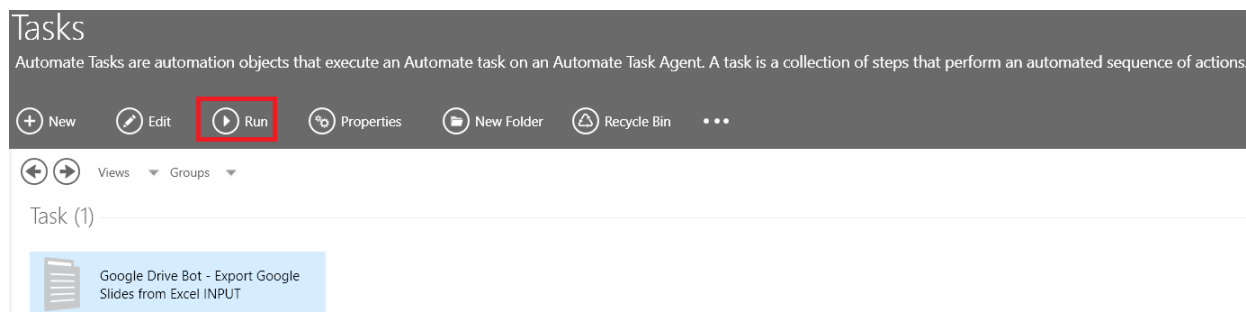 Tasks
Automate Tasks are automation objects that execute an Automate task on an Automate Task Agent. A task is a collection of steps that perform an automated sequence of actions.
New Edit Run Properties New Folder Recycle Bin
Views Groups
Task (1)
Google Drive Bot - Export Google
Slides from Excel INPUT